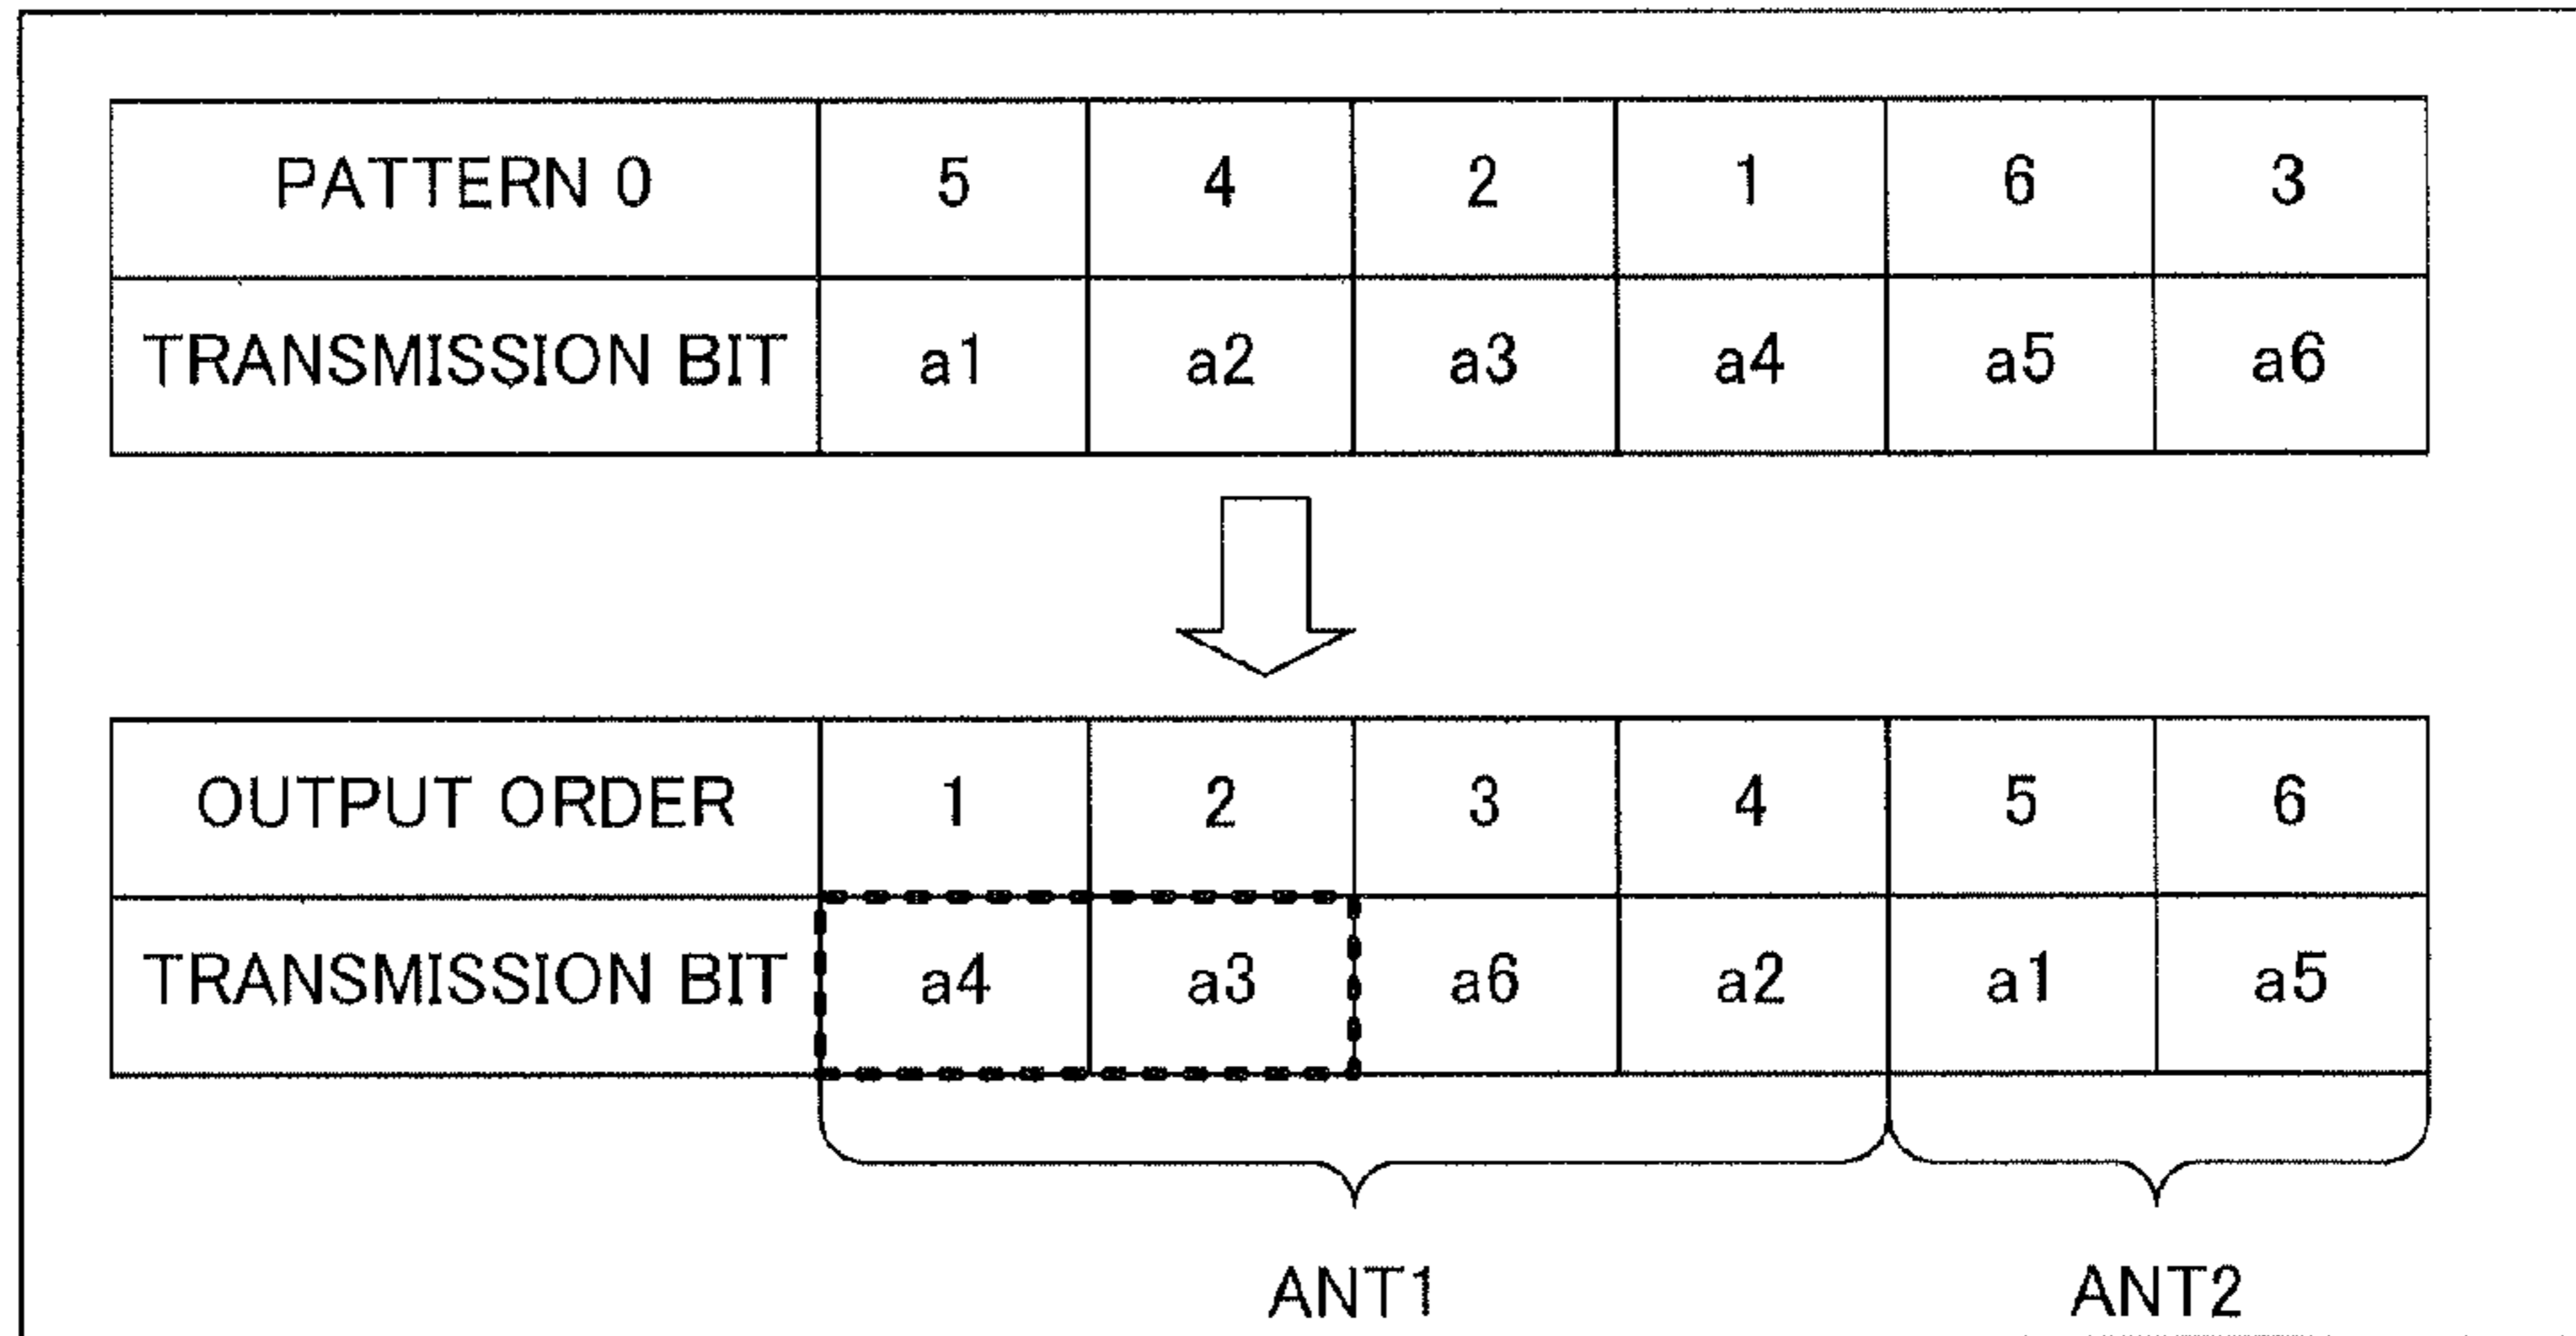 PATTERN 0 5 4 2 1 6 3
TRANSMISSION BIT a1 a2 a3 a4 a5 a6
OUTPUT ORDER 1 2 3 4 5 6
TRANSMISSION BIT a4 a3 a6 a2 a1 a5
ANT1 ANT2